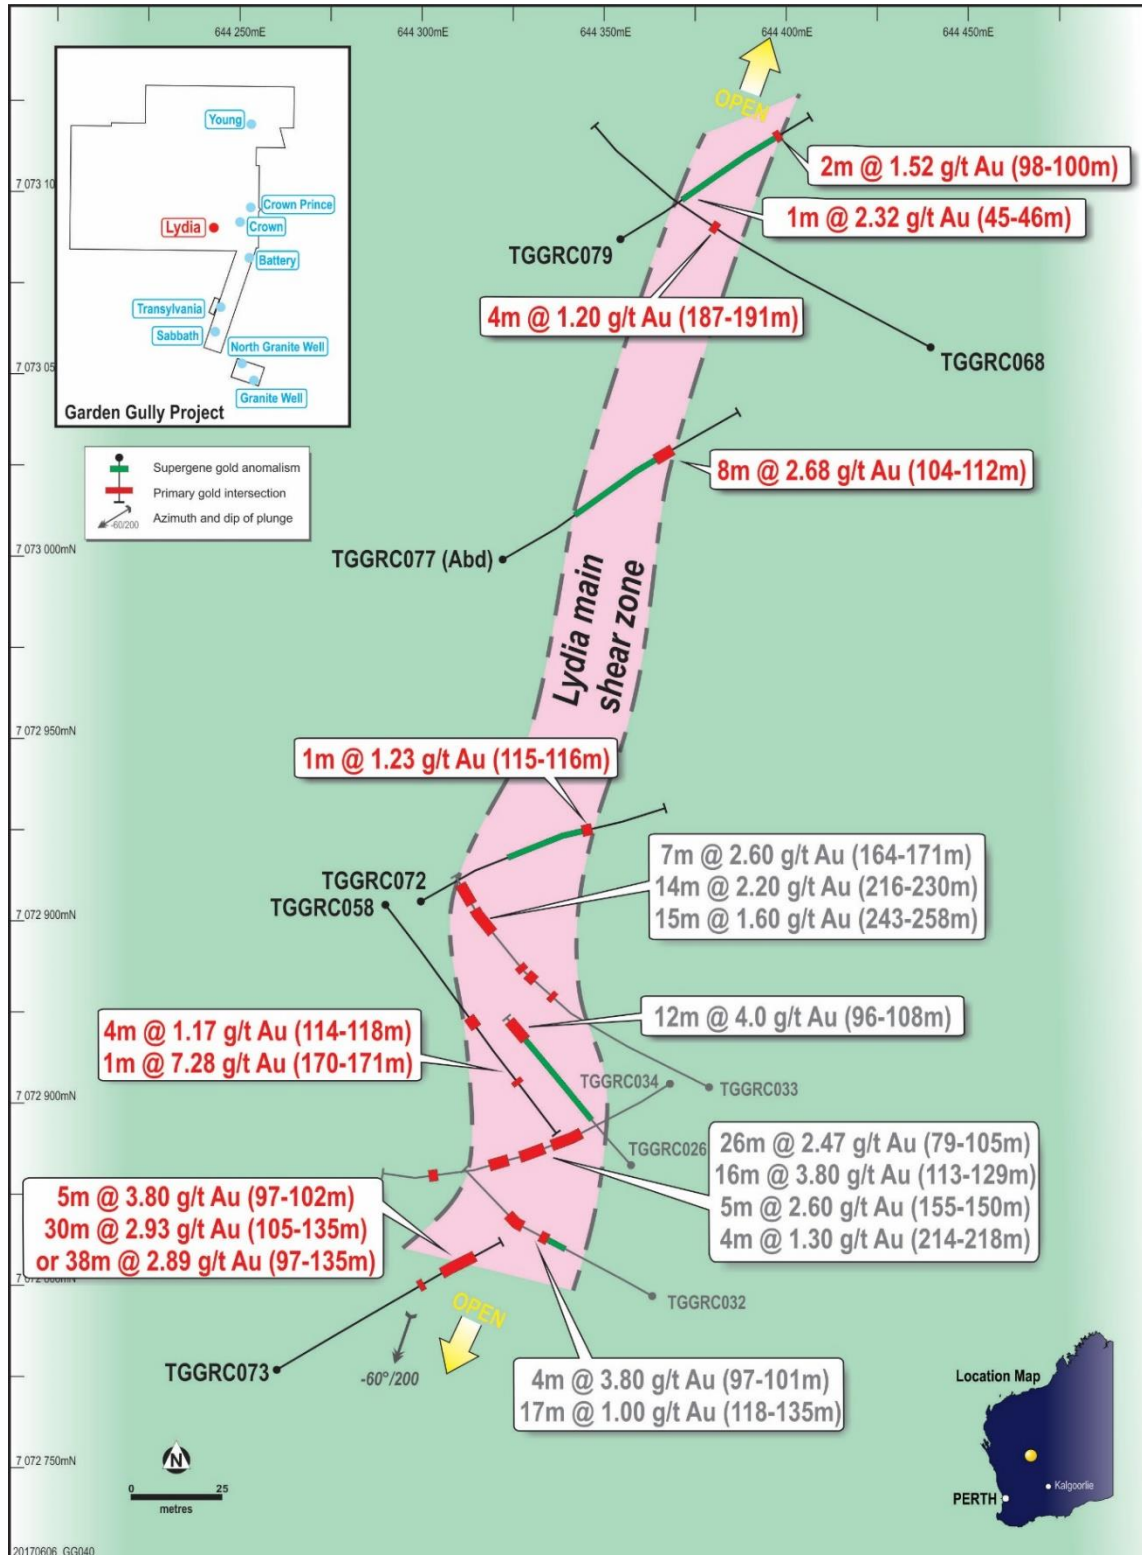 644 250mE
644 300mE
644 350mE
644 400mE
644 450mE
OPEN
Young
Crown Prince
Lydia
Crown
Battery
Transylvania
Sabbath
North Granite Well
Granite Well
Garden Gully Project
7 073 10
2m @ 1.52 g/t Au (98-100m)
1m @ 2.32 g/t Au (45-46m)
TGGRC079
4m @ 1.20 g/t Au (187-191m)
TGGRC068
7 073 05
Supergene gold anomalism
Primary gold intersection
-60/200
Azimuth and dip of plunge
8m @ 2.68 g/t Au (104-112m)
TGGRC077 (Abd)
7 073 000mN
Lydia main
shear zone
7 072 950mN
1m @ 1.23 g/t Au (115-116m)
7m @ 2.60 g/t Au (164-171m)
14m @ 2.20 g/t Au (216-230m)
15m @ 1.60 g/t Au (243-258m)
TGGRC072
TGGRC058
7 072 900mN
12m @ 4.0 g/t Au (96-108m)
4m @ 1.17 g/t Au (114-118m)
1m @ 7.28 g/t Au (170-171m)
TGGRC034
TGGRC033
7 072 900mN
TGGRC026
26m @ 2.47 g/t Au (79-105m)
16m @ 3.80 g/t Au (113-129m)
5m @ 2.60 g/t Au (155-150m)
4m @ 1.30 g/t Au (214-218m)
5m @ 3.80 g/t Au (97-102m)
30m @ 2.93 g/t Au (105-135m)
or 38m @ 2.89 g/t Au (97-135m)
7 072 800mN
TGGRC032
OPEN
TGGRC073
-60°/200
4m @ 3.80 g/t Au (97-101m)
17m @ 1.00 g/t Au (118-135m)
Location Map
Kalgoorlie
PERTH
7 072 750mN
N
0
25
metres
20170606_GG040